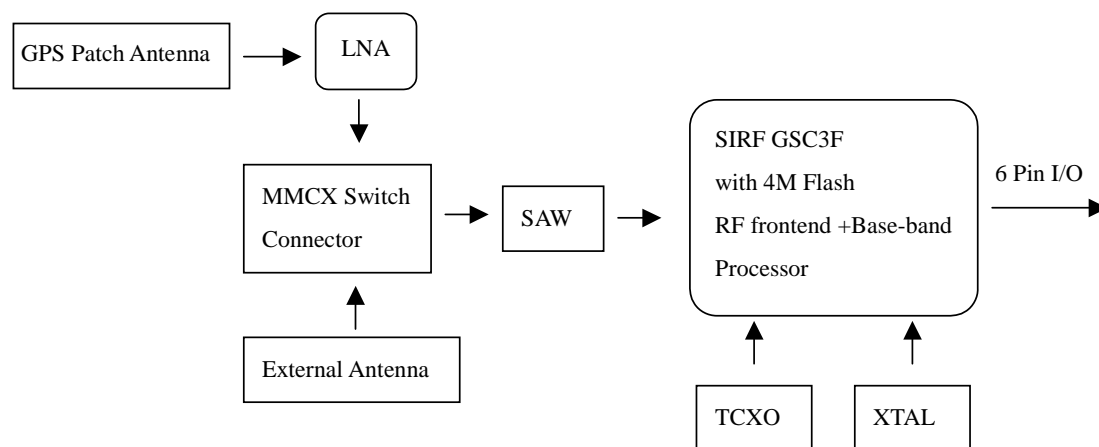 GPS Patch Antenna
LNA
MMCX Switch
Connector
SAW
SIRF GSC3F
with 4M Flash
RF frontend +Base-band
Processor
6 Pin I/O
External Antenna
TCXO
XTAL